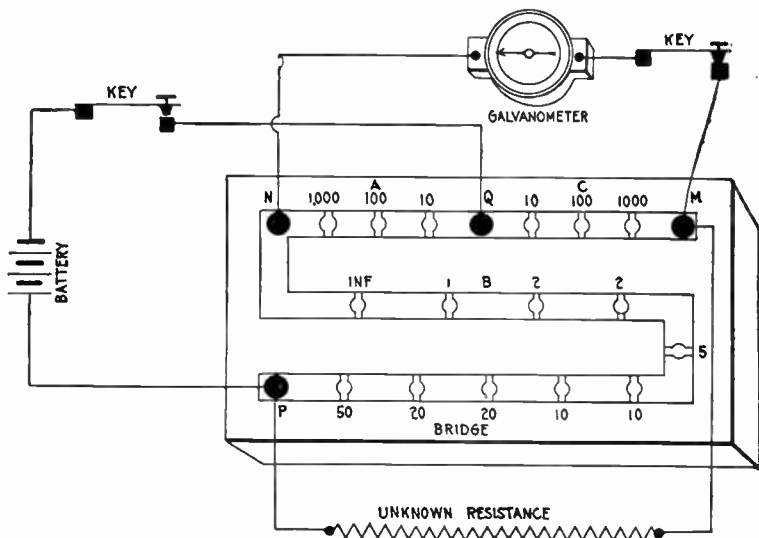 KEY
GALVANOMETER
KEY
BATTERY
A C
N 1,000 100 10 Q 10 100 1000 M
INF 1 B 2 2
5
P 50 20 20 10 10
BRIDGE
UNKNOWN RESISTANCE